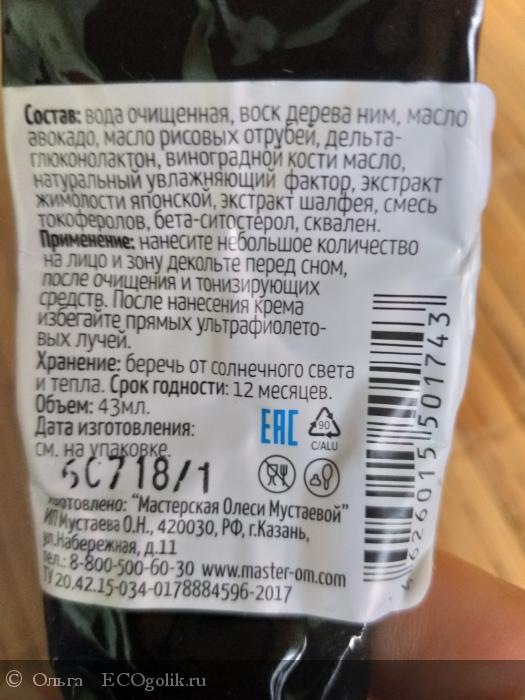 Состав: вода очищенная, воск дерева ним, масло
авокадо, масло рисовых отрубей, дельта-
глюконолактон, виноградной кости масло,
натуральный увлажняющий фактор, экстракт
жимолости японской, экстракт шалфея, смесь
токоферолов, бета-ситостерол, сквален.
Применение: нанесите небольшое количество
на лицо и зону декольте перед сном,
после очищения и тонизирующих
средств. После нанесения крема
избегайте прямых ультрафиолето-
вых лучей.
Хранение: беречь от солнечного света
и тепла. Срок годности: 12 месяцев.
Объем: 43мл.
Дата изготовления:
см. на упаковке.
6C718/1
EAC
90
C/ALU
"Мастерская Олеси Мустаевой"
ИП Мустаева О.Н., 420030, РФ, г.Казань,
ул.Набережная, д.11
тел.: 8-800-500-60-30 www.master-om.com
ТУ 20.42.15-034-0178884596-2017
626015 501743
© Ольга ECOgolik.ru